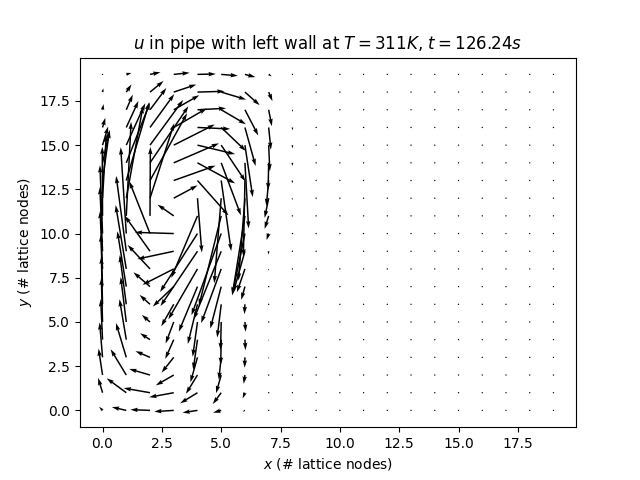 u in pipe with left wall at T = 311K, t = 126.24s
17.5
15.0
12.5
10.0
7.5
5.0
2.5
0.0
y (# lattice nodes)
0.0 2.5 5.0 7.5 10.0 12.5 15.0 17.5
x (# lattice nodes)